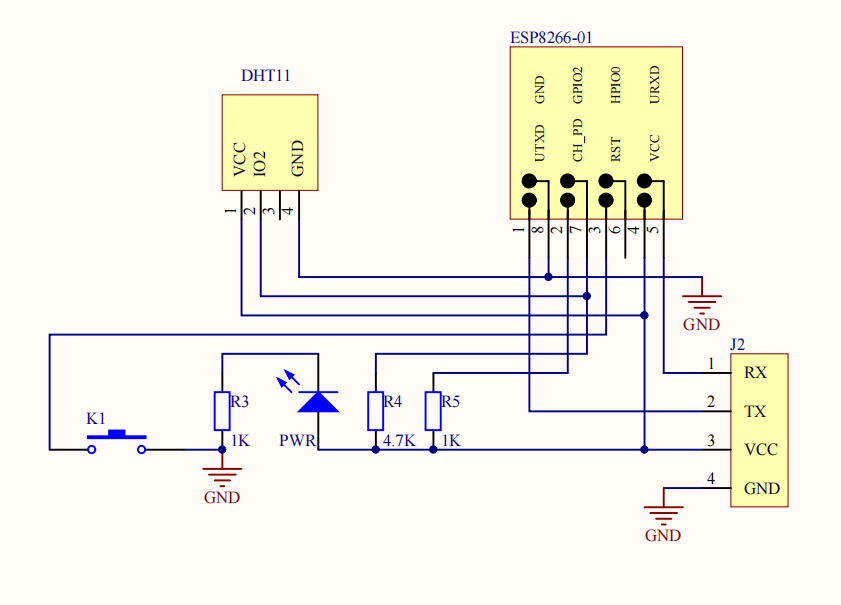 ESP8266-01
DHT11
GND
GPIO2
HPIO0
URXD
UTXD
CH_PD
RST
VCC
VCC
IO2
GND
1
2
3
4
1
8
2
7
3
6
4
5
GND
J2
1
RX
2
TX
3
VCC
4
GND
K1
R3
1K
PWR
R4
4.7K
R5
1K
GND
GND